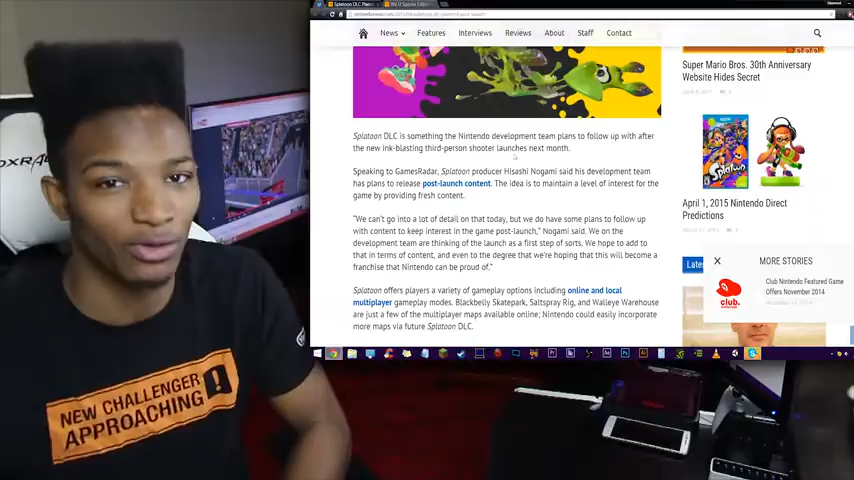 Splatoon DLC Plan
News
Features
Interviews
Reviews
About
Staff
Contact
Splatoon DLC is something the Nintendo development team plans to follow up with after
the new ink-blasting third-person shooter launches next month.
Speaking to GamesRadar, Splatoon producer Hisashi Nogami said his development team
has plans to release post-launch content. The idea is to maintain a level of interest for the
game by providing fresh content.
“We can't go into a lot of detail on that today, but we do have some plans to follow up
with content to keep interest in the game post-launch,” Nogami said. We on the
development team are thinking of the launch as a first step of sorts. We hope to add to
that in terms of content, and even to the degree that we're hoping that this will become a
franchise that Nintendo can be proud of.”
Splatoon offers players a variety of gameplay options including online and local
multiplayer gameplay modes. Blackbelly Skatepark, Saltspray Rig, and Walleye Warehouse
are just a few of the multiplayer maps available online; Nintendo could easily incorporate
more maps via future Splatoon DLC.
Super Mario Bros. 30th Anniversary
Website Hides Secret
April 1, 2015 Nintendo Direct
Predictions
Late
MORE STORIES
Club Nintendo Featured Game
Offers November 2014
club
NEW CHALLENGER
APPROACHING !